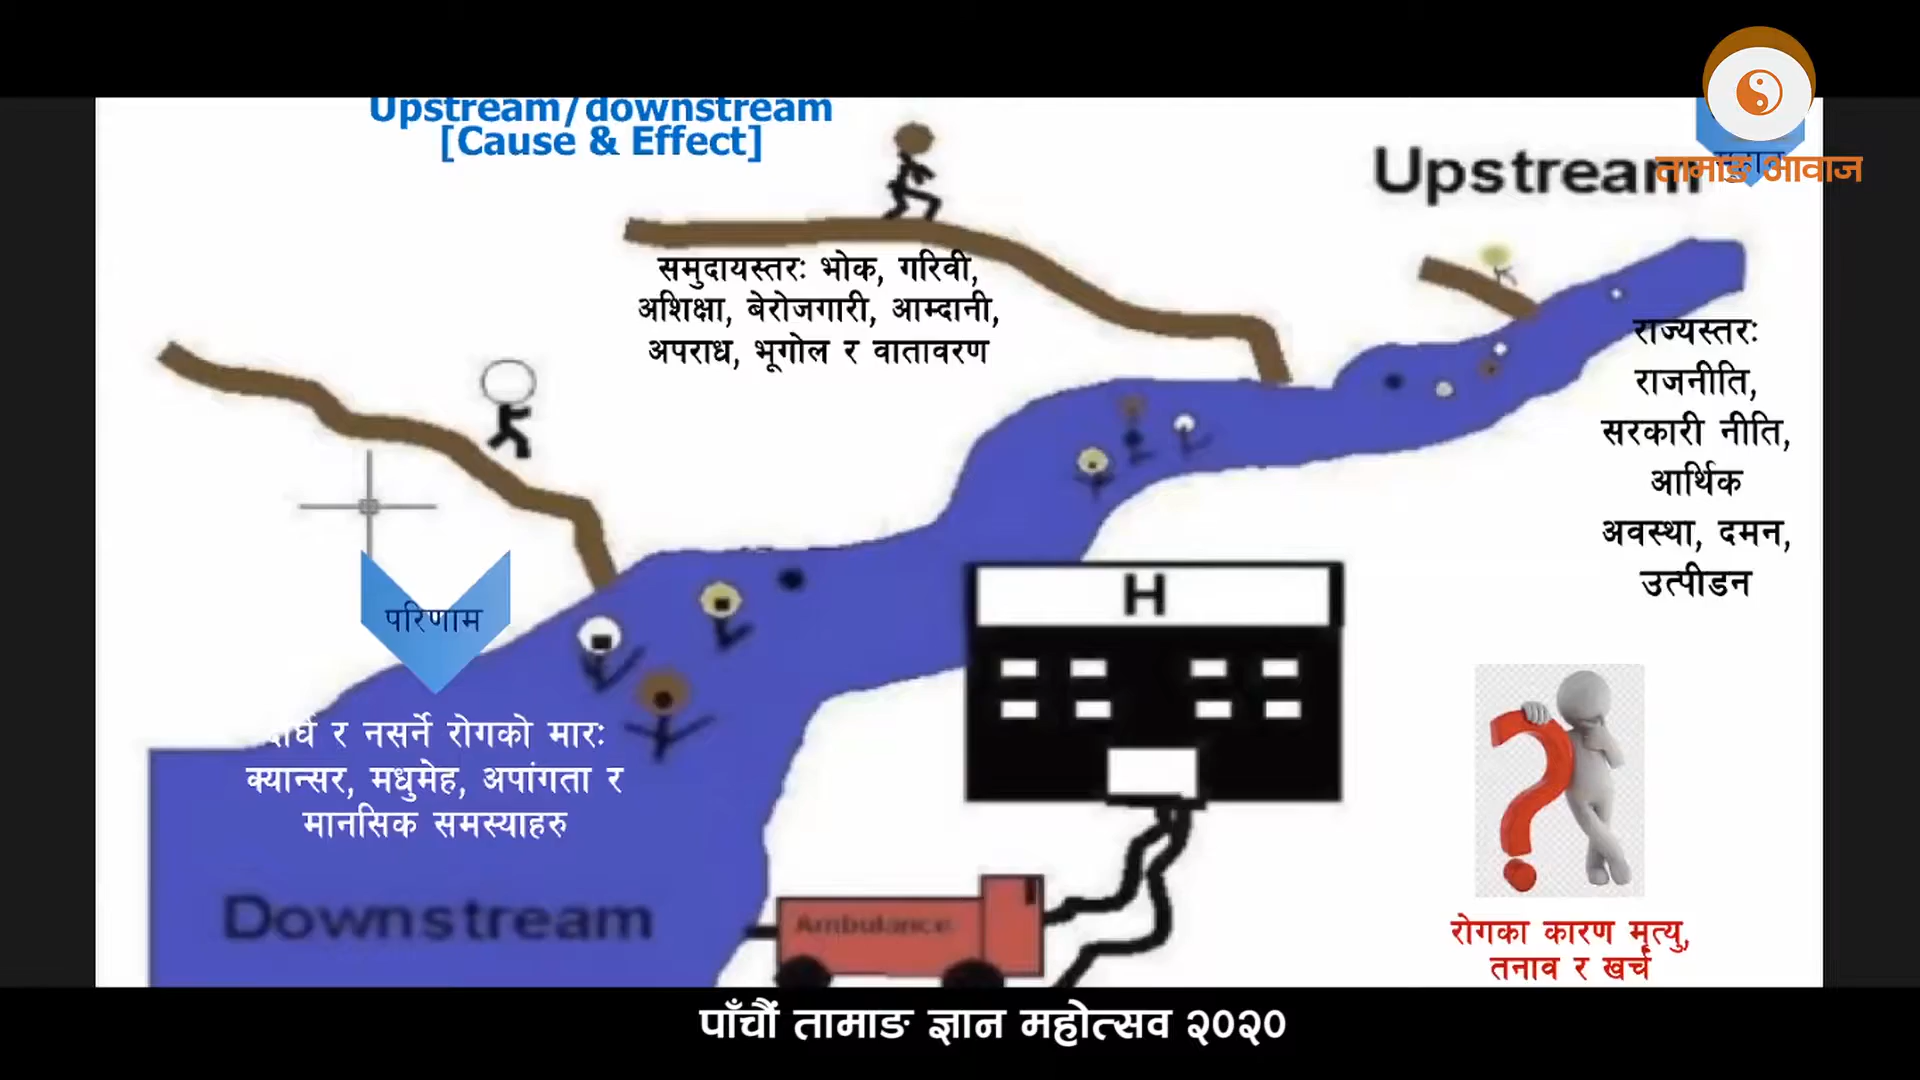 Upstream/downstream
[Cause & Effect]
Upstream
तामाङ आवाज
समुदायस्तरः भोक, गरिवी,
अशिक्षा, बेरोजगारी, आम्दानी,
अपराध, भूगोल र वातावरण
राज्यस्तरः
राजनीति,
सरकारी नीति,
आर्थिक
अवस्था, दमन,
उत्पीडन
H
परिणाम
र नसर्ने रोगको मारः
क्यान्सर, मधुमेह, अपांगता र
मानसिक समस्याहरु
Downstream
Ambulance
रोगका कारण मृत्यु,
तनाव र खर्च
पाँचौं तामाङ ज्ञान महोत्सव २०२०